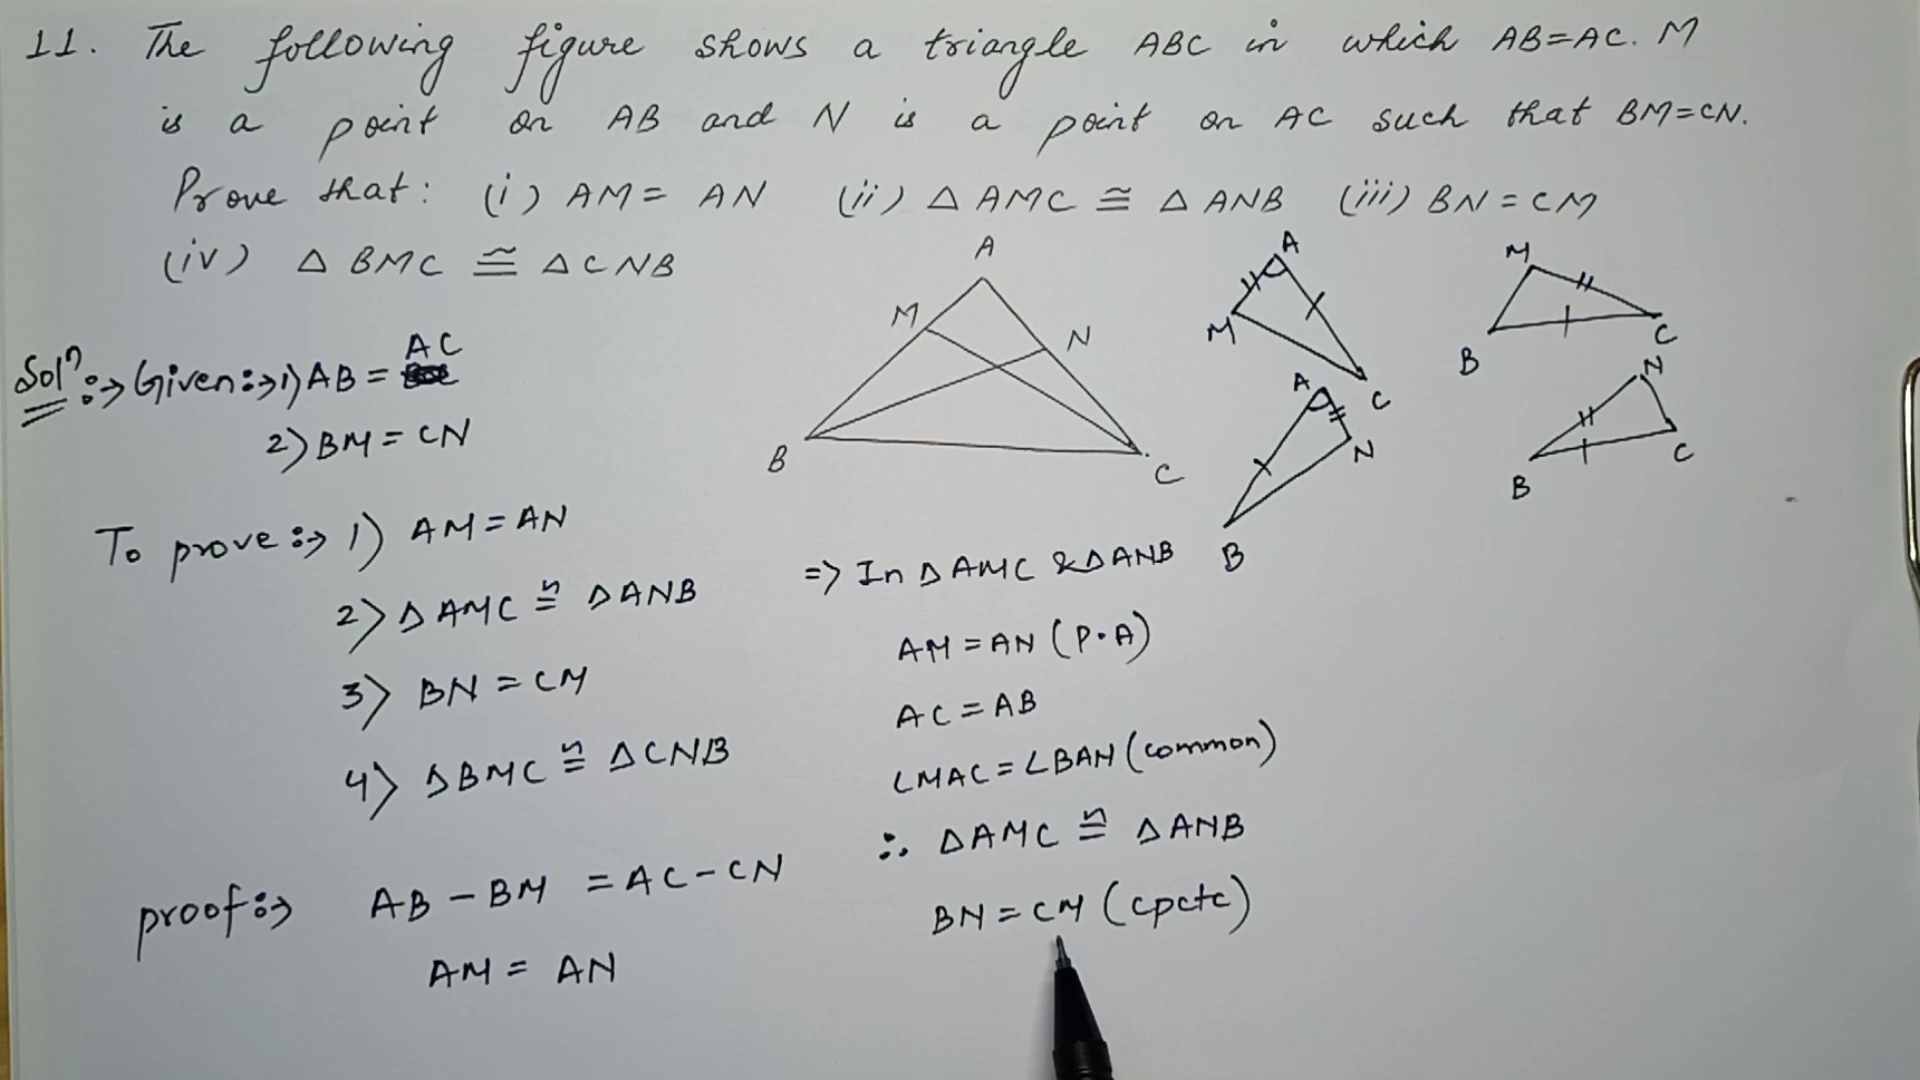 11. The following figure shows a triangle ABC in which AB=AC. M
is a point on AB and N is a point on AC such that BM=CN.
Prove that: (i) AM= AN (ii) △ AMC ≅ △ ANB (iii) BN = CM
(iv) △ BMC ≅ △ CNB
A
M
N
B
C
A
M
C
A
N
B
M
B
C
N
B
C
Solⁿ:→ Given:→ 1) AB = AC
2) BM = CN
To prove:→ 1) AM = AN
2) △ AMC ≅ △ ANB
3) BN = CM
4) △ BMC ≅ △ CNB
proof:→ AB - BM = AC - CN
AM = AN
=> In △ AMC & △ ANB
AM = AN (P.A)
AC = AB
∠MAC = ∠BAN (common)
∴ △AMC ≅ △ANB
BN = CM (cpctc)